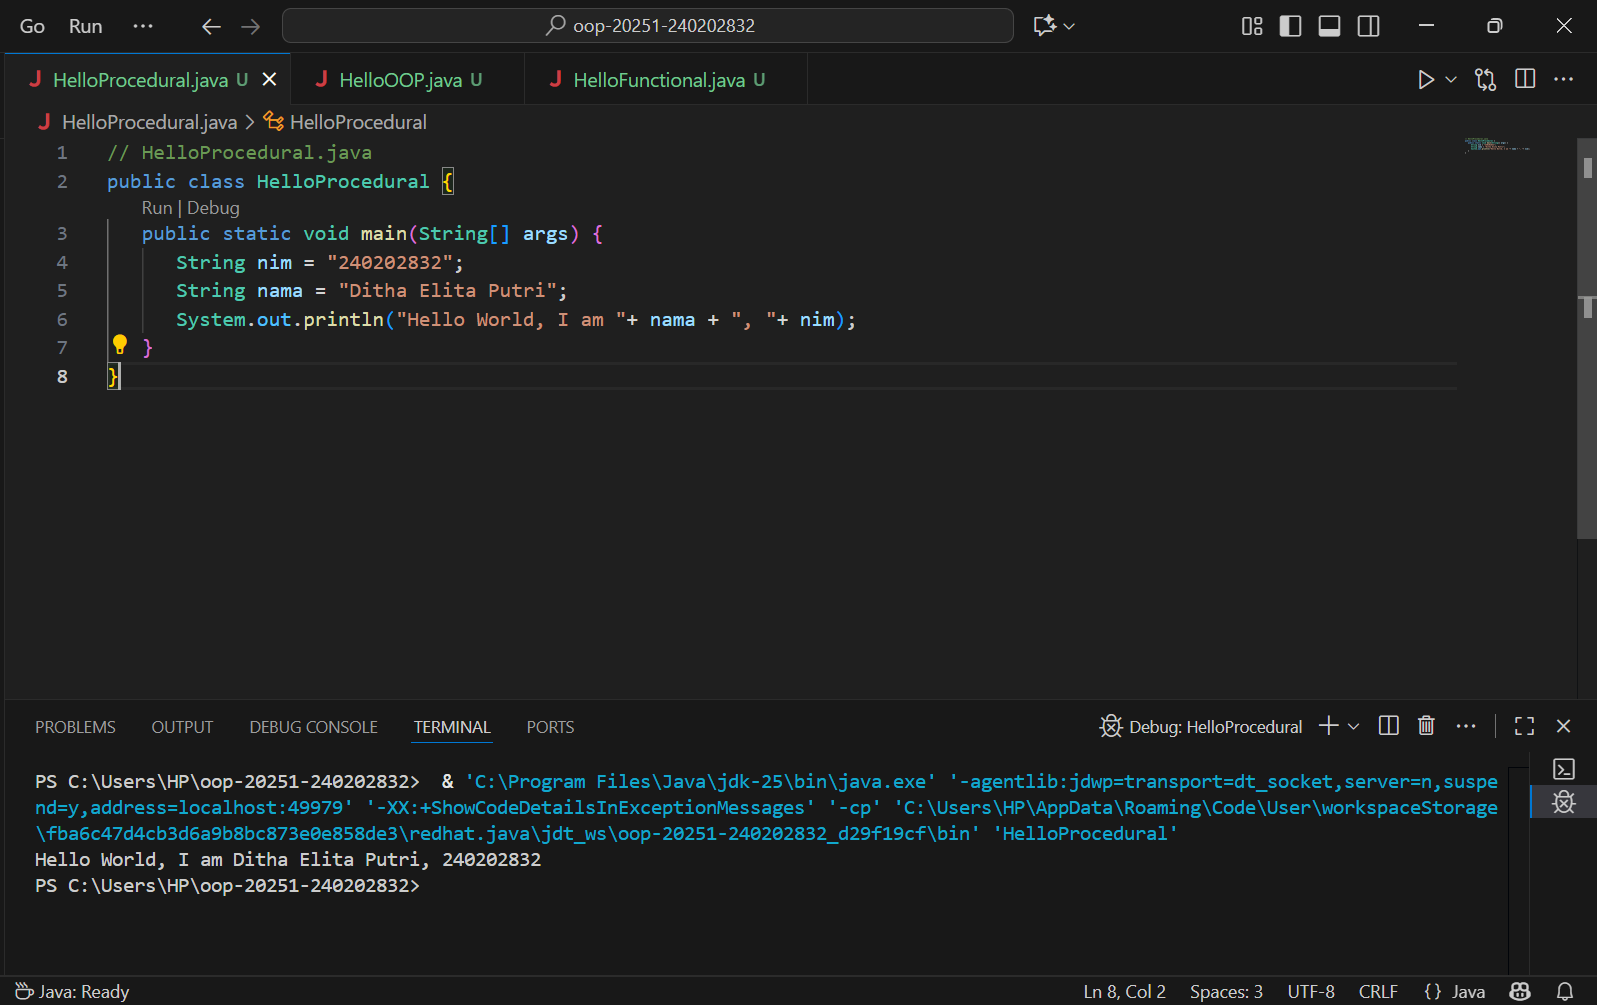 Go Run ··· oop-20251-240202832
HelloProcedural.java U HelloOOP.java U HelloFunctional.java U
HelloProcedural.java > HelloProcedural
1 // HelloProcedural.java
2 public class HelloProcedural {
Run | Debug
3 public static void main(String[] args) {
4 String nim = "240202832";
5 String nama = "Ditha Elita Putri";
6 System.out.println("Hello World, I am "+ nama + ", "+ nim);
7 }
8 }
PROBLEMS OUTPUT DEBUG CONSOLE TERMINAL PORTS Debug: HelloProcedural
PS C:\Users\HP\oop-20251-240202832>  & 'C:\Program Files\Java\jdk-25\bin\java.exe' '-agentlib:jdwp=transport=dt_socket,server=n,suspe
nd=y,address=localhost:49979' '-XX:+ShowCodeDetailsInExceptionMessages' '-cp' 'C:\Users\HP\AppData\Roaming\Code\User\workspaceStorage
\fba6c47d4cb3d6a9b8bc873e0e858de3\redhat.java\jdt_ws\oop-20251-240202832_d29f19cf\bin' 'HelloProcedural'
Hello World, I am Ditha Elita Putri, 240202832
PS C:\Users\HP\oop-20251-240202832>
Java: Ready Ln 8, Col 2 Spaces: 3 UTF-8 CRLF {} Java